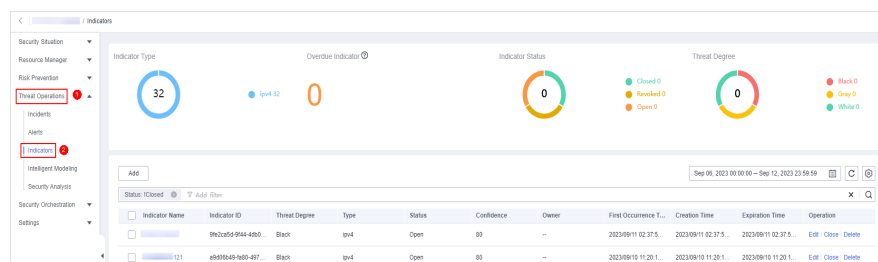 / Indicators
Security Situation
Resource Manager
Risk Prevention
Threat Operations 1
Incidents
Alerts
Indicators 2
Intelligent Modeling
Security Analysis
Security Orchestration
Settings
Indicator Type
32
ipv4 32
Overdue Indicator
0
Indicator Status
0
Closed 0
Revoked 0
Open 0
Threat Degree
0
Black 0
Gray 0
White 0
Add
Sep 06, 2023 00:00:00 – Sep 12, 2023 23:59:59
Status: !Closed Add filter
Indicator Name Indicator ID Threat Degree Type Status Confidence Owner First Occurrence T... Creation Time Expiration Time Operation
9fe2ca5d-9f44-4db0... Black ipv4 Open 80 -- 2023/09/11 02:37:5... 2023/09/11 02:37:5... 2023/09/11 02:37:5... Edit Close Delete
121 a9d06b49-fa80-497... Black ipv4 Open 80 -- 2023/09/10 11:20:1... 2023/09/10 11:20:1... 2023/09/10 11:20:1... Edit Close Delete